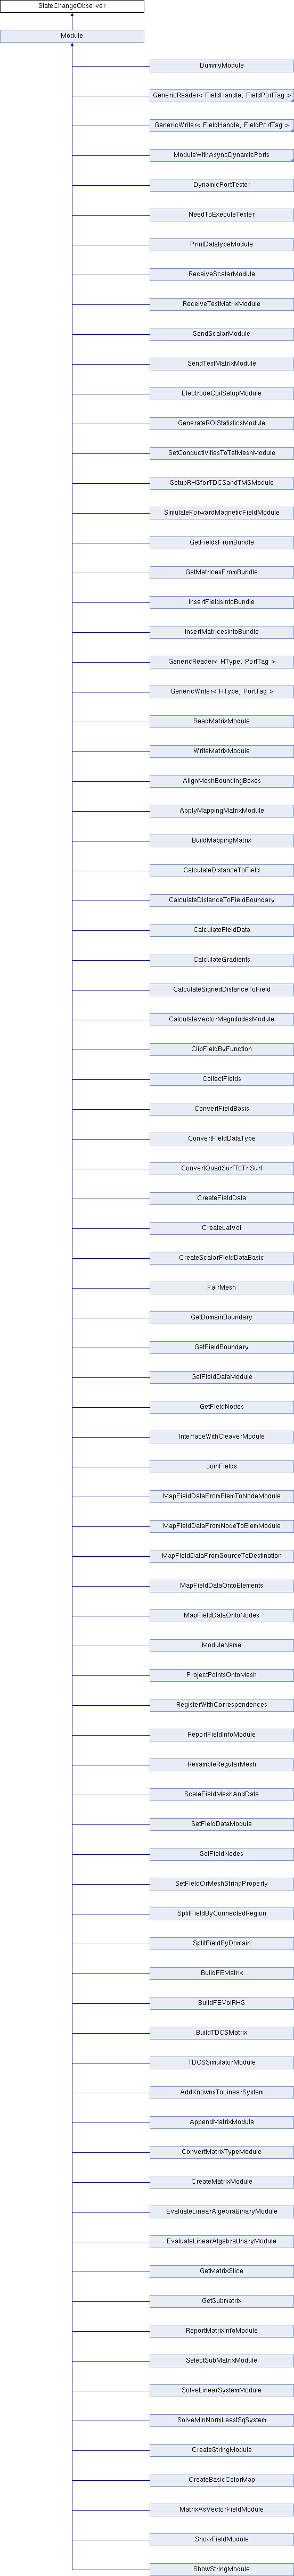 StateChangeObserver
Module
DummyModule
GenericReader< FieldHandle, FieldPortTag >
GenericWriter< FieldHandle, FieldPortTag >
ModuleWithAsyncDynamicPorts
DynamicPortTester
NeedToExecuteTester
PrintDatatypeModule
ReceiveScalarModule
ReceiveTestMatrixModule
SendScalarModule
SendTestMatrixModule
ElectrodeCoilSetupModule
GenerateROIStatisticsModule
SetConductivitiesToTetMeshModule
SetupRHSforTDCSandTMSModule
SimulateForwardMagneticFieldModule
GetFieldsFromBundle
GetMatricesFromBundle
InsertFieldsIntoBundle
InsertMatricesIntoBundle
GenericReader< HType, PortTag >
GenericWriter< HType, PortTag >
ReadMatrixModule
WriteMatrixModule
AlignMeshBoundingBoxes
ApplyMappingMatrixModule
BuildMappingMatrix
CalculateDistanceToField
CalculateDistanceToFieldBoundary
CalculateFieldData
CalculateGradients
CalculateSignedDistanceToField
CalculateVectorMagnitudesModule
ClipFieldByFunction
CollectFields
ConvertFieldBasis
ConvertFieldDataType
ConvertQuadSurfToTriSurf
CreateFieldData
CreateLatVol
CreateScalarFieldDataBasic
FairMesh
GetDomainBoundary
GetFieldBoundary
GetFieldDataModule
GetFieldNodes
InterfaceWithCleaverModule
JoinFields
MapFieldDataFromElemToNodeModule
MapFieldDataFromNodeToElemModule
MapFieldDataFromSourceToDestination
MapFieldDataOntoElements
MapFieldDataOntoNodes
ModuleName
ProjectPointsOntoMesh
RegisterWithCorrespondences
ReportFieldInfoModule
ResampleRegularMesh
ScaleFieldMeshAndData
SetFieldDataModule
SetFieldNodes
SetFieldOrMeshStringProperty
SplitFieldByConnectedRegion
SplitFieldByDomain
BuildFEMatrix
BuildFEVolRHS
BuildTDCSMatrix
TDCSSimulatorModule
AddKnownsToLinearSystem
AppendMatrixModule
ConvertMatrixTypeModule
CreateMatrixModule
EvaluateLinearAlgebraBinaryModule
EvaluateLinearAlgebraUnaryModule
GetMatrixSlice
GetSubmatrix
ReportMatrixInfoModule
SelectSubMatrixModule
SolveLinearSystemModule
SolveMinNormLeastSqSystem
CreateStringModule
CreateBasicColorMap
MatrixAsVectorFieldModule
ShowFieldModule
ShowStringModule